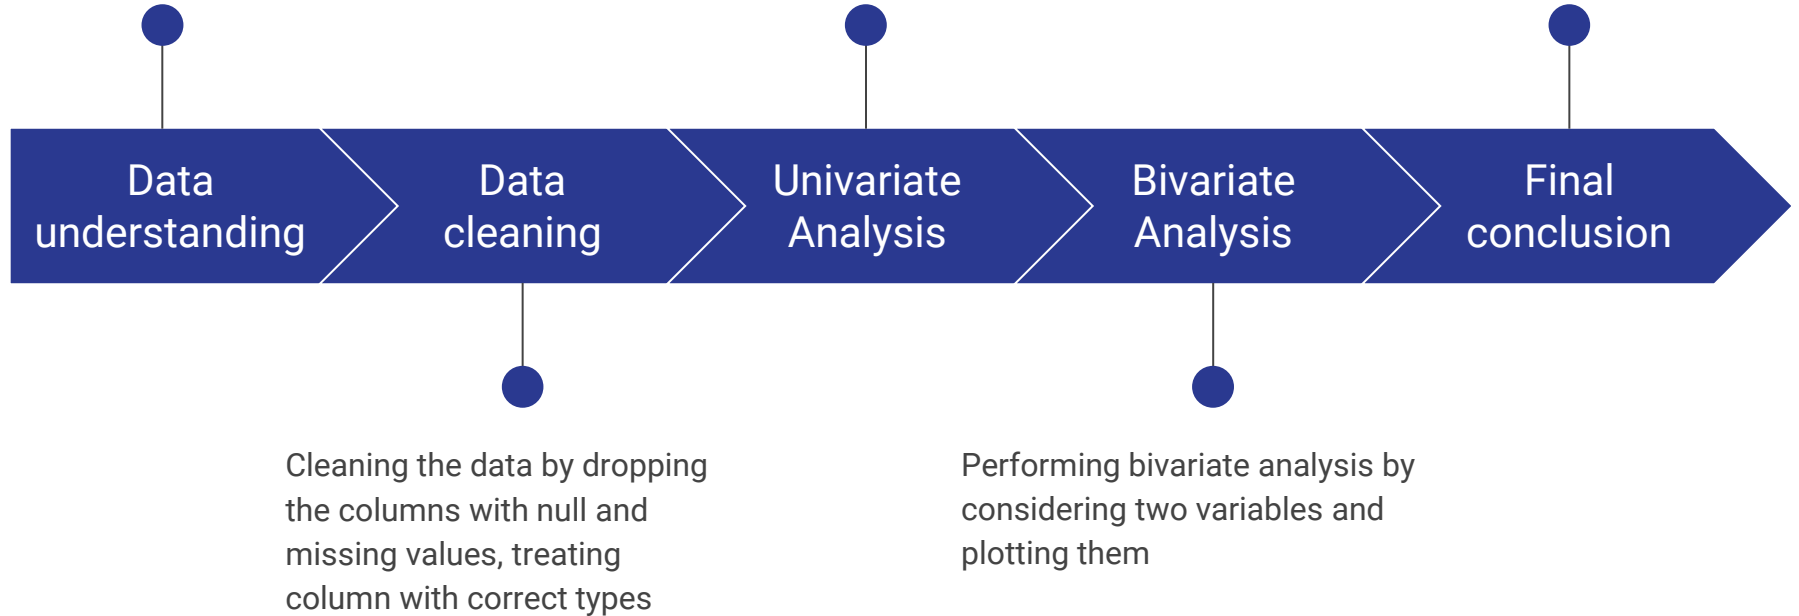 Data
understanding
Data
cleaning
Univariate
Analysis
Bivariate
Analysis
Final
conclusion
Cleaning the data by dropping
the columns with null and
missing values, treating
column with correct types
Performing bivariate analysis by
considering two variables and
plotting them